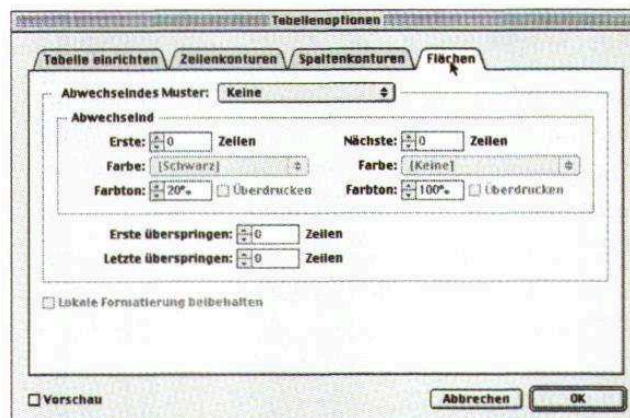 Tabellenoptionen
Tabelle einrichten Zeilenkonturen Spaltenkonturen Flächen
Abwechselndes Muster: Keine
Abwechselnd
Erste: 0 Zeilen Nächste: 0 Zeilen
Farbe: [Schwarz] Farbe: [Keine]
Farbton: 20% Überdrucken Farbton: 100% Überdrucken
Erste überspringen: 0 Zeilen
Letzte überspringen: 0 Zeilen
Lokale Formatierung beibehalten
Vorschau Abbrechen OK